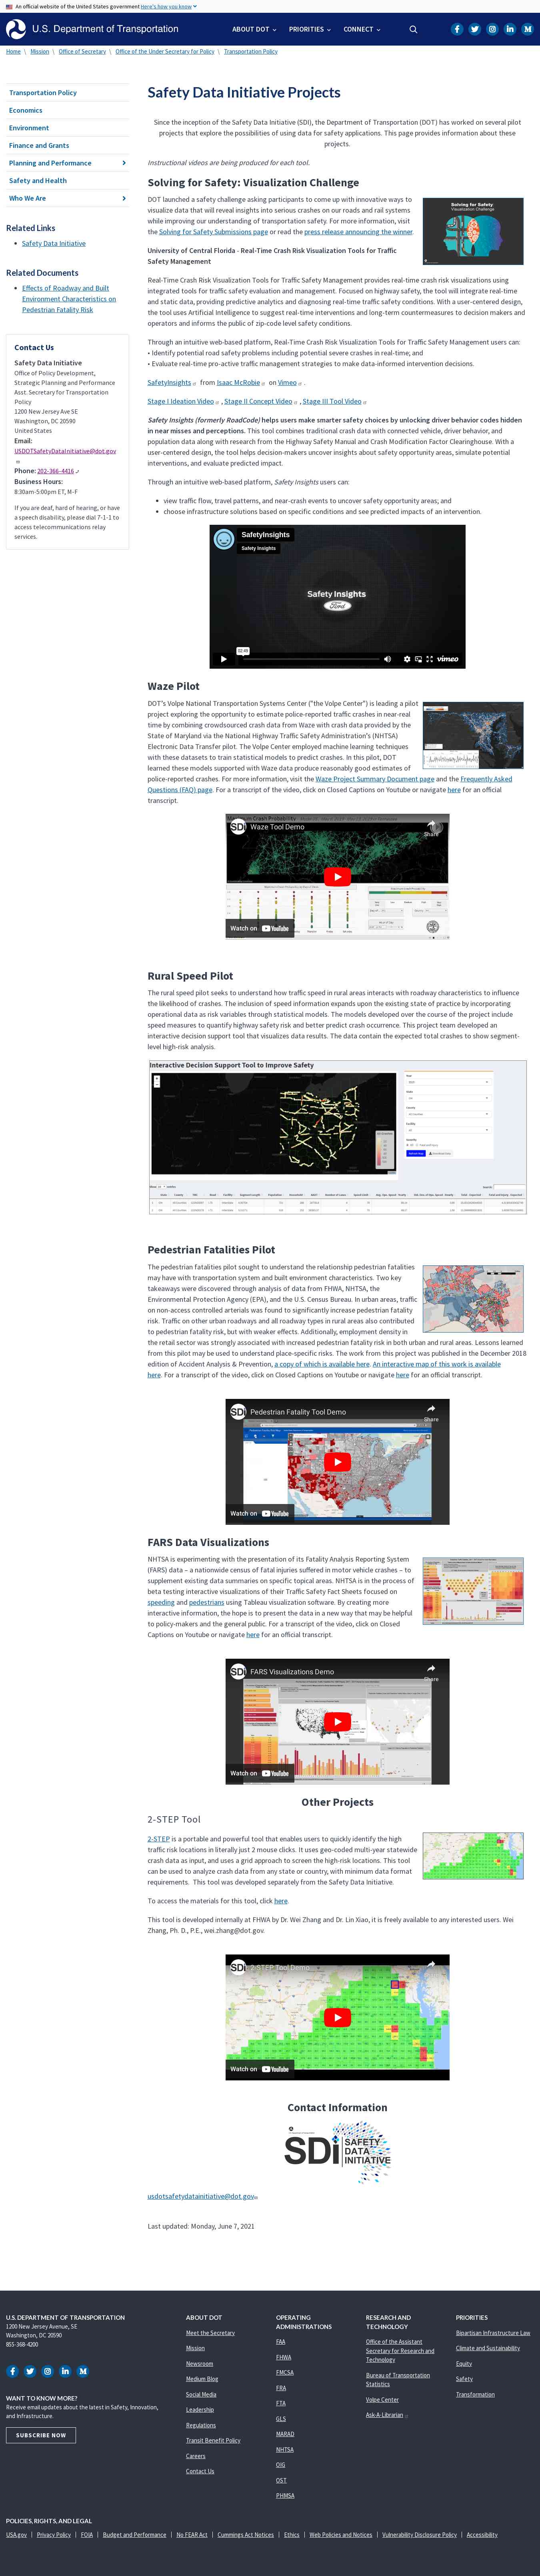 An official website of the United States government Here's how you know
U.S. Department of Transportation
ABOUT DOT
PRIORITIES
CONNECT
Home \ Mission \ Office of Secretary \ Office of the Under Secretary for Policy \ Transportation Policy
Transportation Policy
Economics
Environment
Finance and Grants
Planning and Performance
Safety and Health
Who We Are
Related Links
Safety Data Initiative
Related Documents
Effects of Roadway and Built
Environment Characteristics on
Pedestrian Fatality Risk
Contact Us
Safety Data Initiative
Office of Policy Development,
Strategic Planning and Performance
Asst. Secretary for Transportation
Policy
1200 New Jersey Ave SE
Washington, DC 20590
United States
Email:
USDOTSafetyDataInitiative@dot.gov
Phone: 202-366-4416
Business Hours:
8:30am-5:00pm ET, M-F
If you are deaf, hard of hearing, or have
a speech disability, please dial 7-1-1 to
access telecommunications relay
services.
Safety Data Initiative Projects
Since the inception of the Safety Data Initiative (SDI), the Department of Transportation (DOT) has worked on several pilot
projects that explore the possibilities of using data for safety applications. This page provides an overview of those
projects.
Instructional videos are being produced for each tool.
Solving for Safety: Visualization Challenge
DOT launched a safety challenge asking participants to come up with innovative ways to
visualize data that will reveal insights into serious crashes on our roads and rail systems
while improving our understanding of transportation safety. For more information, visit
the Solving for Safety Submissions page or read the press release announcing the winner.
University of Central Florida - Real-Time Crash Risk Visualization Tools for Traffic
Safety Management
Real-Time Crash Risk Visualization Tools for Traffic Safety Management provides real-time crash risk visualizations using
integrated tools for traffic safety evaluation and management. Focusing on highway safety, the tool integrates real-time and
static data, providing predictive analytics and diagnosing real-time traffic safety conditions. With a user-centered design,
the tool uses Artificial Intelligence to suggest real-time interventions and long-term countermeasures so decision-makers,
operators and informs the public of zip-code level safety conditions.
Through an intuitive web-based platform, Real-Time Crash Risk Visualization Tools for Traffic Safety Management users can:
• Identify potential road safety problems including potential severe crashes in real-time; and
• Evaluate real-time pro-active traffic management strategies to make data-informed intervention decisions.
SafetyInsights from Isaac McRobie on Vimeo .
Stage I Ideation Video , Stage II Concept Video , Stage III Tool Video
Safety Insights (formerly RoadCode) helps users make smarter safety choices by unlocking driver behavior codes hidden
in near misses and perceptions. This tool combines traditional crash data with connected vehicle data, driver behavior, and
population-level data along with data from the Highway Safety Manual and Crash Modification Factor Clearinghouse. With a
user-oriented design, the tool enables decision-makers to explore an area's safety needs, explore an area's safety potential,
and evaluate predicted impact.
Through an intuitive web-based platform, Safety Insights users can:
view traffic flow, travel patterns, and near-crash events to uncover safety opportunity areas; and
choose infrastructure solutions based on specific conditions and see predicted impacts of an intervention.
SafetyInsights
Safety Insights
Safety Insights
Ford
02:49
vimeo
Waze Pilot
DOT's Volpe National Transportation Systems Center ("the Volpe Center") is leading a pilot
project exploring the opportunity to estimate police-reported traffic crashes in near-real
time by combining crowdsourced crash data from Waze with crash data provided by the
State of Maryland via the National Highway Traffic Safety Administration's (NHTSA)
Electronic Data Transfer pilot. The Volpe Center employed machine learning techniques
with these datasets to train statistical models to predict crashes. In this pilot, DOT
learned these models supported with Waze data produce reasonably good estimates of
police-reported crashes. For more information, visit the Waze Project Summary Document page and the Frequently Asked
Questions (FAQ) page. For a transcript of the video, click on Closed Captions on Youtube or navigate here for an official
transcript.
Waze Tool Demo
Share
Watch on YouTube
Rural Speed Pilot
The rural speed pilot seeks to understand how traffic speed in rural areas interacts with roadway characteristics to influence
the likelihood of crashes. The inclusion of speed information expands upon the existing state of practice by incorporating
operational roadway data values through statistical models. The models developed over the course of the project include
speed measures to quantify highway safety risk and better predict crash occurrence. This project team developed an
interactive decision support tool that visualizes data results. The data contain the expected total crashes to show segment-
level high-risk analysis.
Interactive Decision Support Tool to Improve Safety
Pedestrian Fatalities Pilot
The pedestrian fatalities pilot sought to understand the relationship pedestrian fatalities
may have with transportation system and built environment characteristics. Two key
takeaways were discovered through analysis of data from FHWA, NHTSA, the
Environmental Protection Agency (EPA), and the U.S. Census Bureau. In urban areas, traffic
on non-access controlled arterials was found to significantly increase pedestrian fatality
risk. Traffic on other urban roadways and all roadways in rural areas also contributed
to pedestrian fatality risk, but with weaker effects. Additionally, employment density in
the retail sector was strongly associated with increased pedestrian fatality risk in both urban and rural areas. Lessons learned
from this pilot may be used to understand place-specific risks. The work from this project was published in the December 2018
edition of Accident Analysis & Prevention, a copy of which is available here. An interactive map of this work is available
here. For a transcript of the video, click on Closed Captions on Youtube or navigate here for an official transcript.
Pedestrian Fatality Tool Demo
Share
Watch on YouTube
FARS Data Visualizations
NHTSA is experimenting with the presentation of its Fatality Analysis Reporting System
(FARS) data – a nationwide census of fatal injuries suffered in motor vehicle crashes – to
supplement existing data summaries on specific topical areas. NHTSA is in the process of
beta testing interactive visualizations of their Traffic Safety Fact Sheets focused on
speeding and pedestrians using Tableau visualization software. By creating
interactive information, the hope is to present the data in a new way that may be helpful
to policy-makers and the general public. For a transcript of the video, click on Closed
Captions on Youtube or navigate here for an official transcript.
FARS Visualizations Demo
Share
Watch on YouTube
Other Projects
2-STEP Tool
2-STEP is a portable and powerful tool that enables users to quickly identify the high
traffic risk locations in literally just 2 mouse clicks. It uses geo-coded multi-year statewide
crash data as input, and uses a grid approach to locate the high-risk locations. This tool
can be used to analyze crash data from any state or country, with minimum data format
requirements. This tool was developed separately from the Safety Data Initiative.
To access the materials for this tool, click here.
This tool is developed internally at FHWA by Dr. Wei Zhang and Dr. Lin Xiao, it is freely available to any interested users. Wei
Zhang, Ph. D., P.E., wei.zhang@dot.gov.
2-STEP Tool Demo
Watch on YouTube
Contact Information
SDi SAFETY DATA INITIATIVE
usdotsafetydatainitiative@dot.gov
Last updated: Monday, June 7, 2021
U.S. DEPARTMENT OF TRANSPORTATION
1200 New Jersey Avenue, SE
Washington, DC 20590
855-368-4200
WANT TO KNOW MORE?
Receive email updates about the latest in Safety, Innovation,
and Infrastructure.
SUBSCRIBE NOW
ABOUT DOT
Meet the Secretary
Mission
Newsroom
Medium Blog
Social Media
Leadership
Regulations
Transit Benefit Policy
Careers
Contact Us
OPERATING
ADMINISTRATIONS
FAA
FHWA
FMCSA
FRA
FTA
GLS
MARAD
NHTSA
OIG
OST
PHMSA
RESEARCH AND
TECHNOLOGY
Office of the Assistant
Secretary for Research and
Technology
Bureau of Transportation
Statistics
Volpe Center
Ask-A-Librarian
PRIORITIES
Bipartisan Infrastructure Law
Climate and Sustainability
Equity
Safety
Transformation
POLICIES, RIGHTS, AND LEGAL
USA.gov | Privacy Policy | FOIA | Budget and Performance | No FEAR Act | Cummings Act Notices | Ethics | Web Policies and Notices | Vulnerability Disclosure Policy | Accessibility